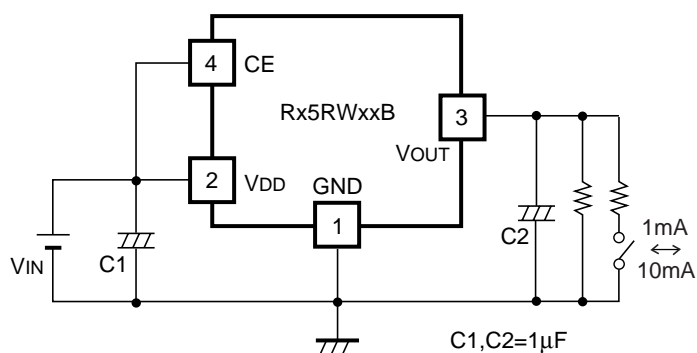 4
CE
Rx5RWxxB
3
VOUT
2
VDD
GND
1
VIN
C1
C2
1mA
10mA
C1,C2=1μF